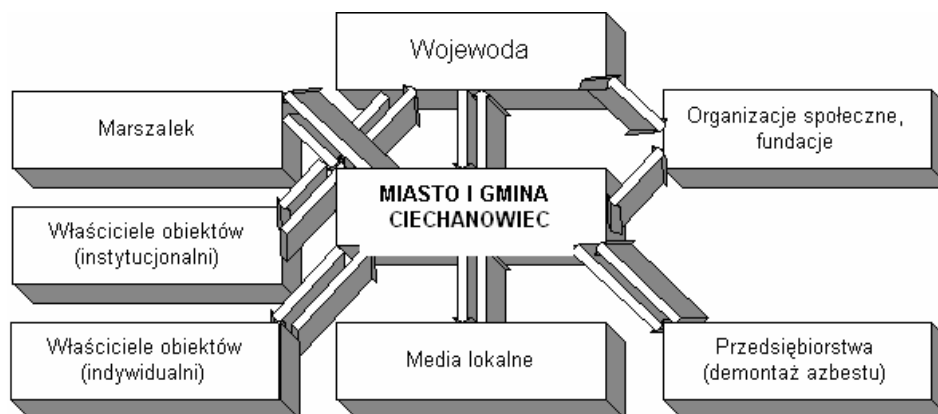 Wojewoda
Marszalek
Organizacje społeczne,
fundacje
MIASTO I GMINA
CIECHANOWIEC
Właściciele obiektów
(instytucjonalni)
Właściciele obiektów
(indywidualni)
Media lokalne
Przedsiębiorstwa
(demontaż azbestu)